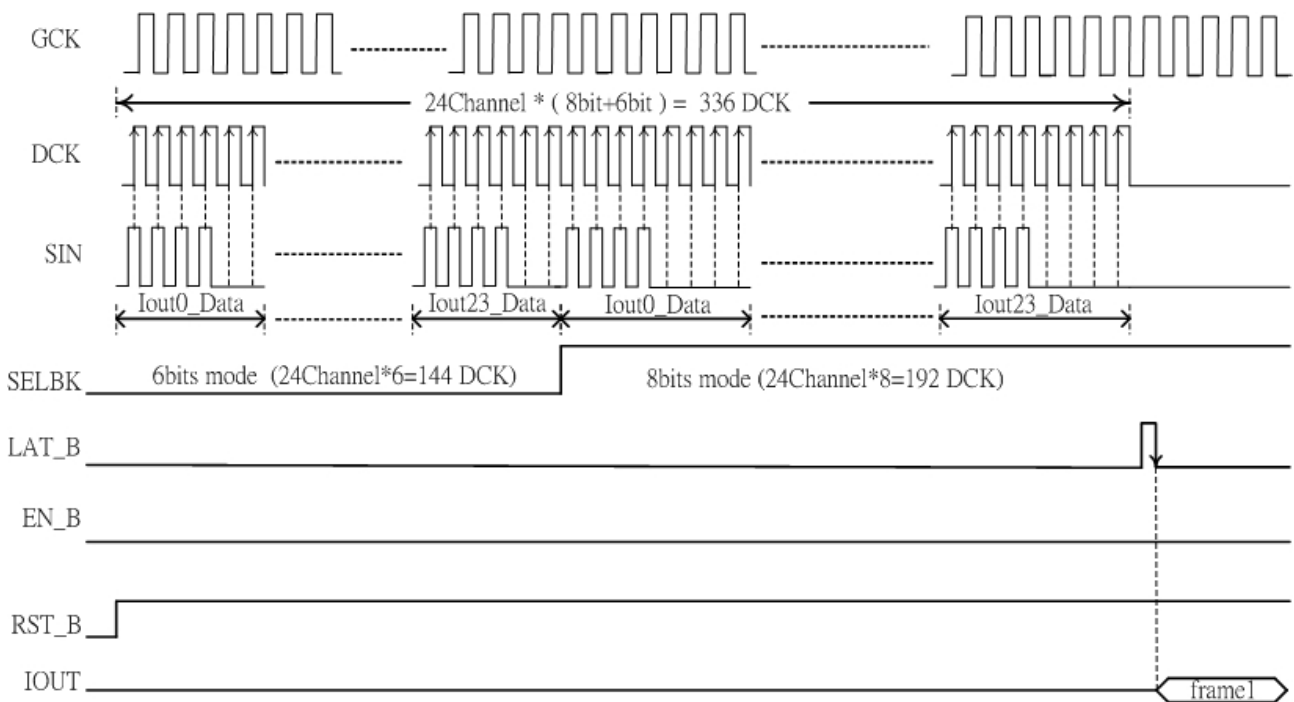 GCK
24Channel * ( 8bit+6bit ) = 336 DCK
DCK
SIN
Iout0_Data
Iout23_Data
Iout0_Data
Iout23_Data
SELBK
6bits mode (24Channel*6=144 DCK)
8bits mode (24Channel*8=192 DCK)
LAT_B
EN_B
RST_B
IOUT
frame1